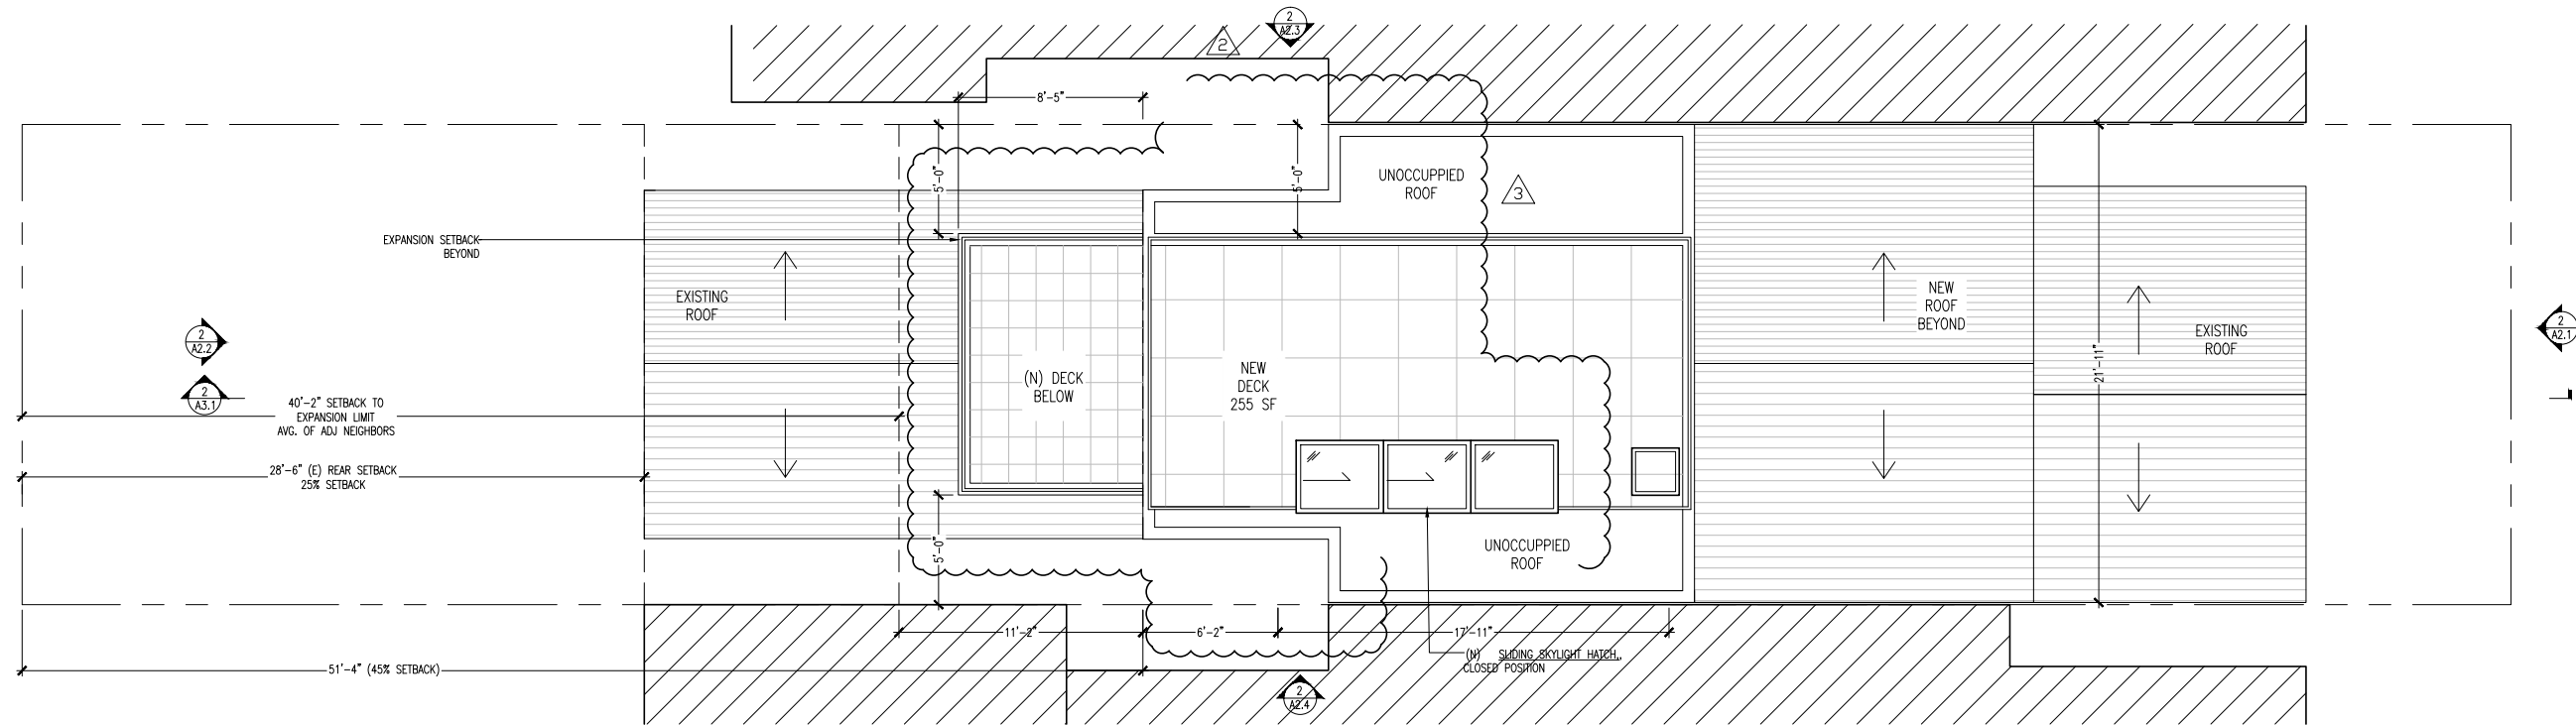 2
A2.3
2
8'-5"
5'-0"
5'-0"
UNOCCUPPIED
ROOF
3
EXPANSION SETBACK
BEYOND
EXISTING
ROOF
NEW
ROOF
BEYOND
EXISTING
ROOF
2
A2.2
2
A2.1
2
A3.1
(N) DECK
BELOW
NEW
DECK
255 SF
21'-11"
40'-2" SETBACK TO
EXPANSION LIMIT
AVG. OF ADJ NEIGHBORS
28'-6" (E) REAR SETBACK
25% SETBACK
5'-0"
UNOCCUPPIED
ROOF
11'-2"
6'-2"
17'-11"
(N) SLIDING SKYLIGHT HATCH,
CLOSED POSITION
51'-4" (45% SETBACK)
2
A2.4